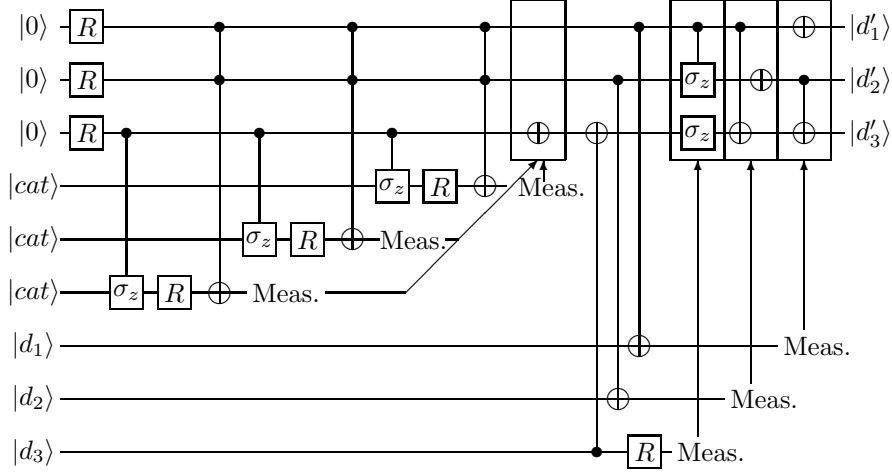 |0⟩ R |d′₁⟩
|0⟩ R σz |d′₂⟩
|0⟩ R σz |d′₃⟩
|cat⟩ σz R Meas.
|cat⟩ σz R Meas.
|cat⟩ σz R Meas.
|d₁⟩ Meas.
|d₂⟩ Meas.
|d₃⟩ R Meas.